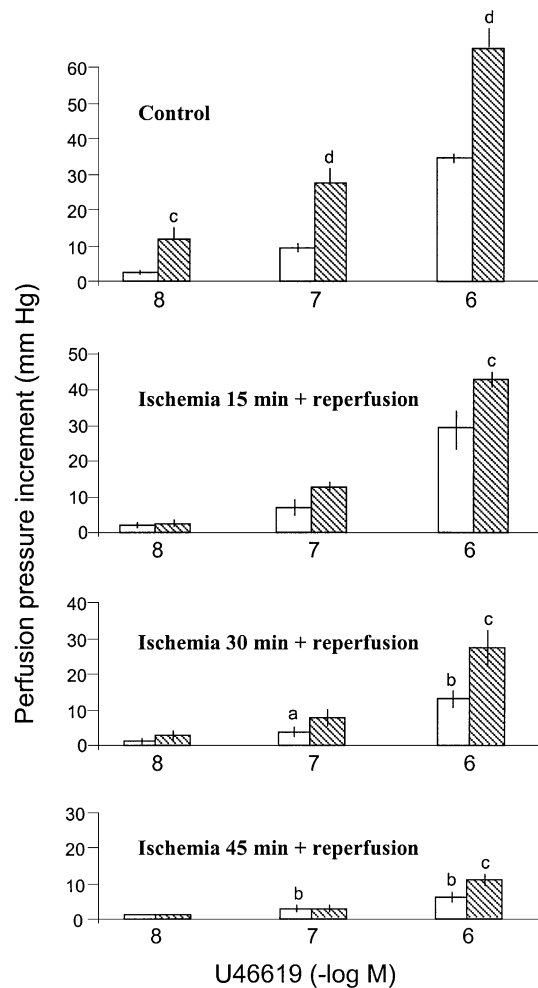 Perfusion pressure increment (mm Hg)
d
60
Control
50
40
d
30
c
20
10
0
8 7 6
50
c
40
Ischemia 15 min + reperfusion
30
20
10
0
8 7 6
40
c
30
Ischemia 30 min + reperfusion
20
b
a
10
0
8 7 6
30
Ischemia 45 min + reperfusion
20
c
b b
10
0
8 7 6
U46619 (-log M)